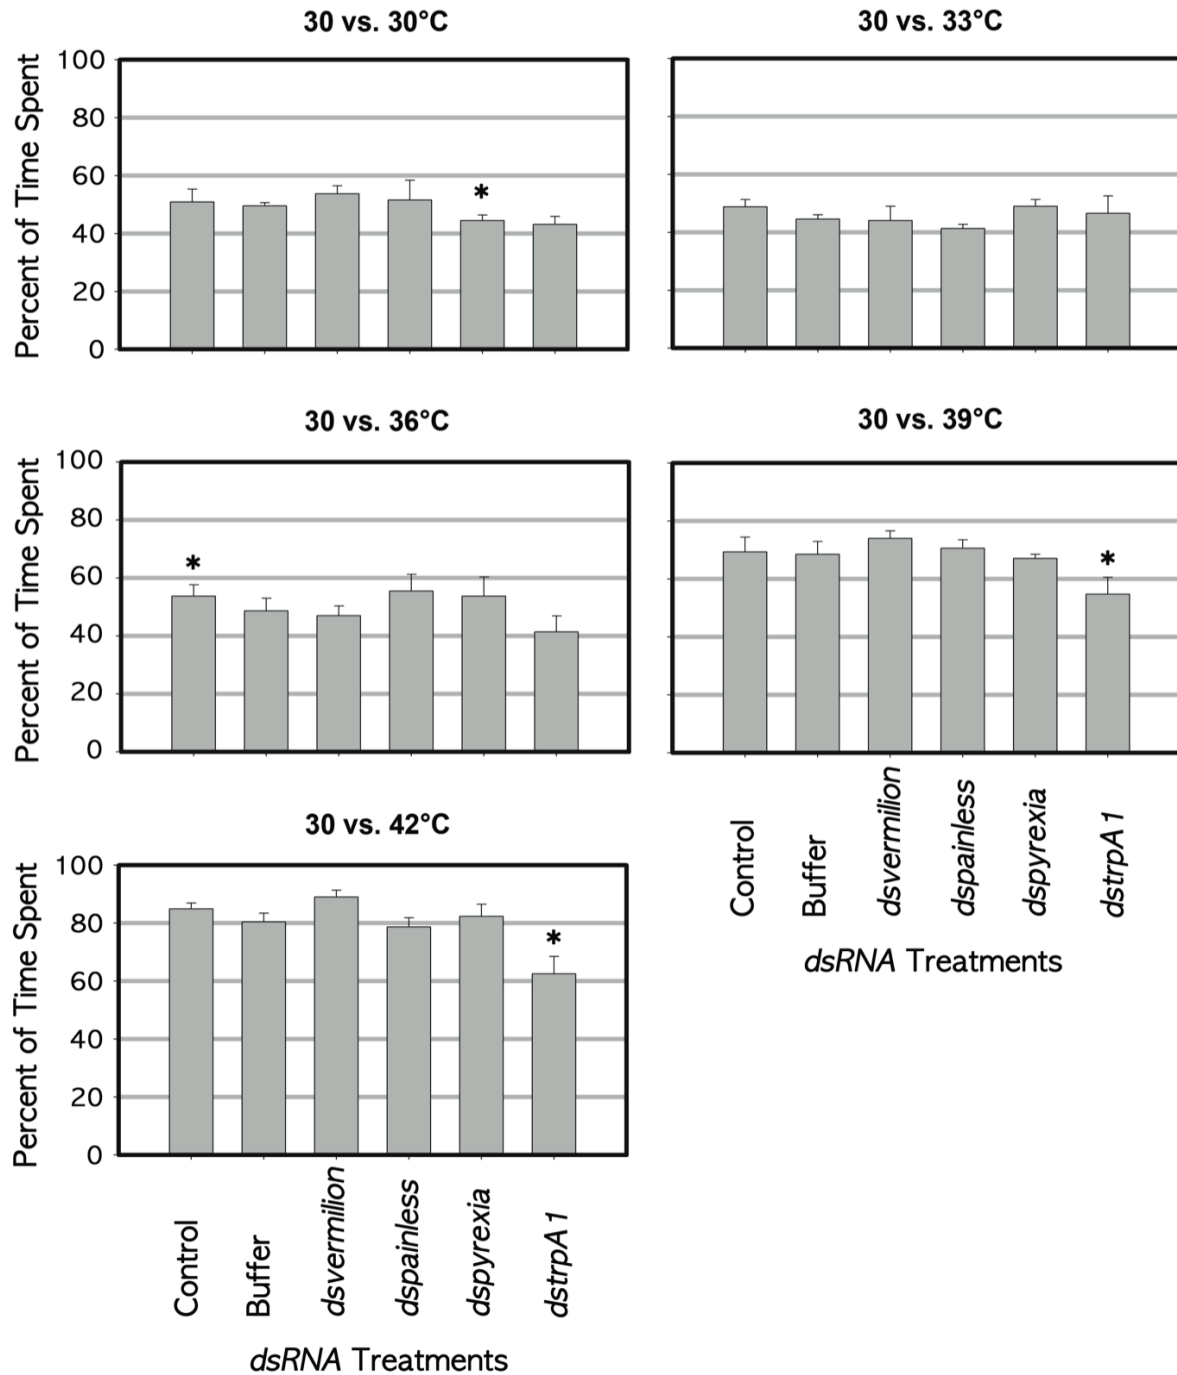 30 vs. 30°C
30 vs. 33°C
Percent of Time Spent
100
80
60
40
20
0
*
30 vs. 36°C
30 vs. 39°C
Percent of Time Spent
100
80
60
40
20
0
*
*
Control
Buffer
dsvermilion
dspainless
dspyrexia
dstrpA1
dsRNA Treatments
30 vs. 42°C
Percent of Time Spent
100
80
60
40
20
0
*
Control
Buffer
dsvermilion
dspainless
dspyrexia
dstrpA1
dsRNA Treatments